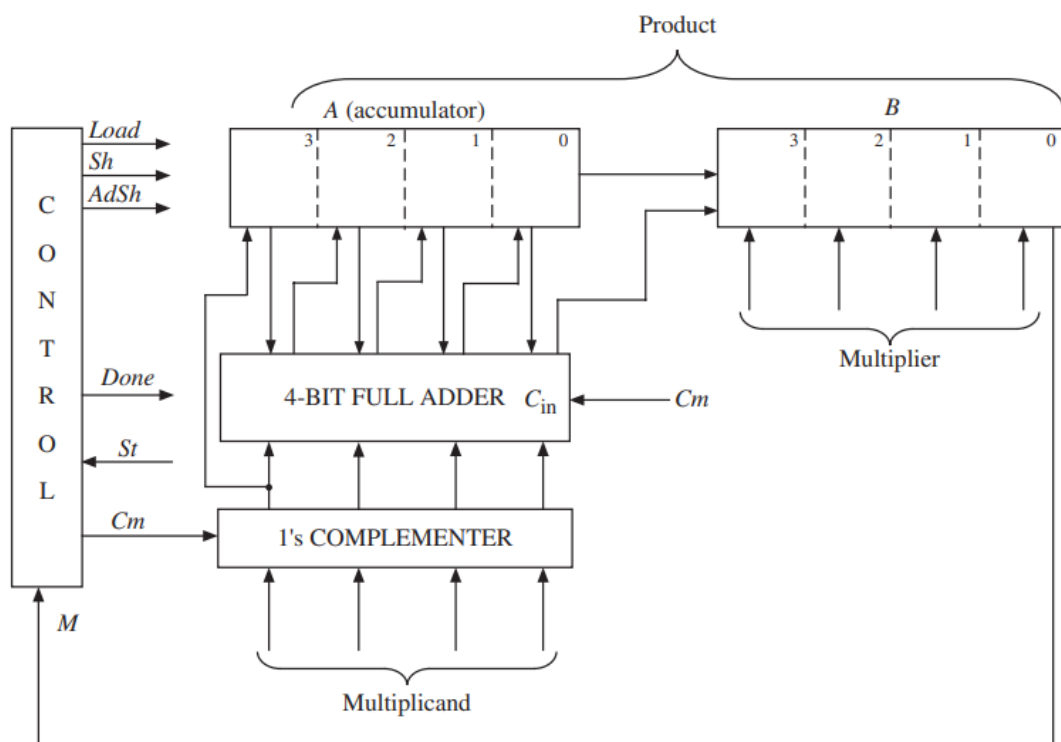 Product
A (accumulator)
B
3 2 1 0
3 2 1 0
Load
Sh
AdSh
C
O
N
T
R
O
L
Done
St
Cm
M
4-BIT FULL ADDER Cin
Cm
1's COMPLEMENTER
Multiplicand
Multiplier